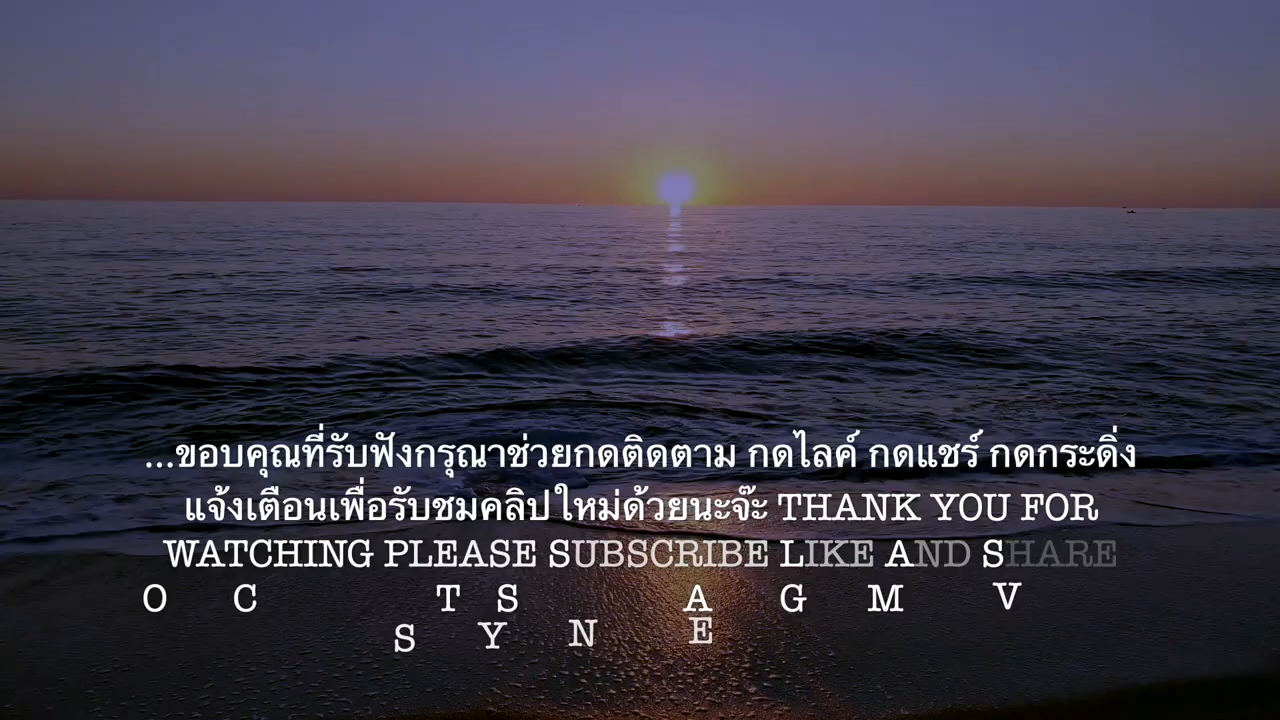 ...ขอบคุณที่รับฟังกรุณาช่วยกดติดตาม กดไลค์ กดแชร์ กดกระดิ่ง
แจ้งเตือนเพื่อรับชมคลิปใหม่ด้วยนะจ๊ะ THANK YOU FOR
WATCHING PLEASE SUBSCRIBE LIKE AND SHARE
O C T S A G M V
S Y N E